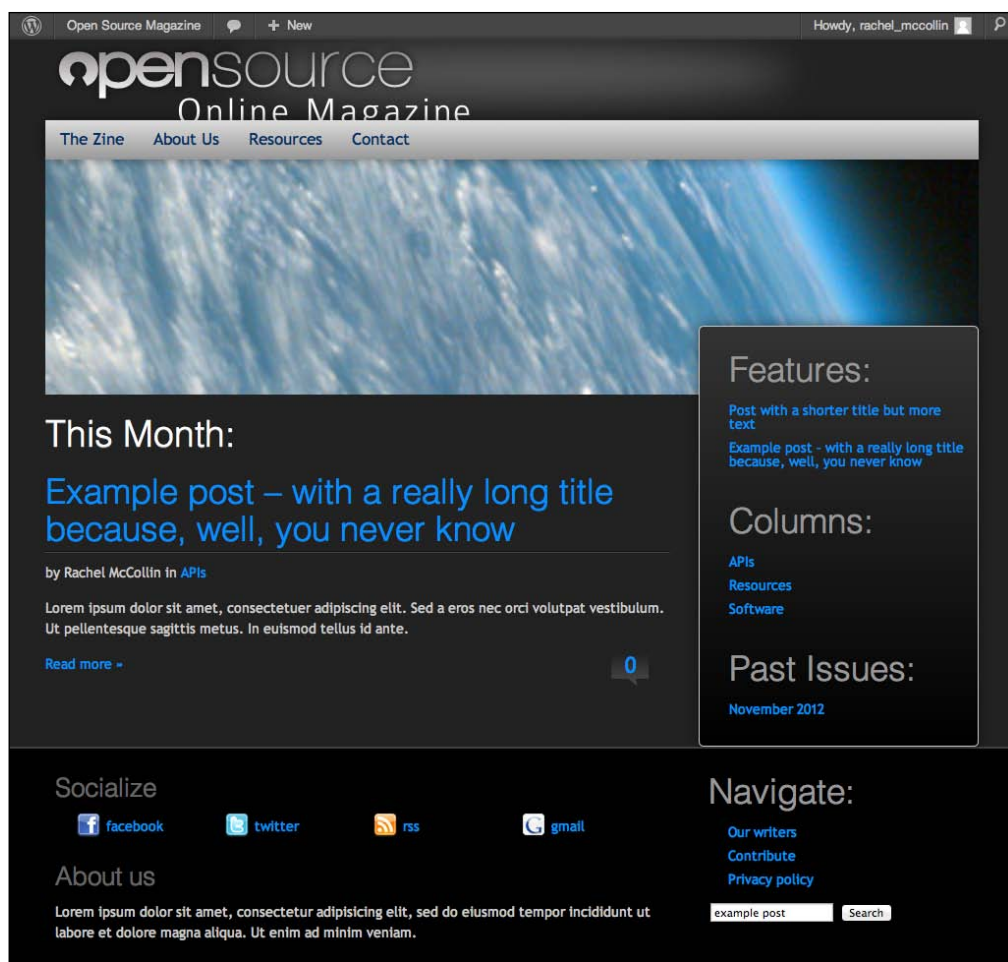 Open Source Magazine + New Howdy, rachel_mccollin
opensource
Online Magazine
The Zine About Us Resources Contact
This Month:
Example post – with a really long title
because, well, you never know
by Rachel McCollin in APIs
Lorem ipsum dolor sit amet, consectetuer adipiscing elit. Sed a eros nec orci volutpat vestibulum.
Ut pellentesque sagittis metus. In euismod tellus id ante.
Read more »
0
Features:
Post with a shorter title but more
text
Example post – with a really long title
because, well, you never know
Columns:
APIs
Resources
Software
Past Issues:
November 2012
Socialize
facebook twitter rss gmail
About us
Lorem ipsum dolor sit amet, consectetur adipisicing elit, sed do eiusmod tempor incididunt ut
labore et dolore magna aliqua. Ut enim ad minim veniam.
Navigate:
Our writers
Contribute
Privacy policy
example post Search